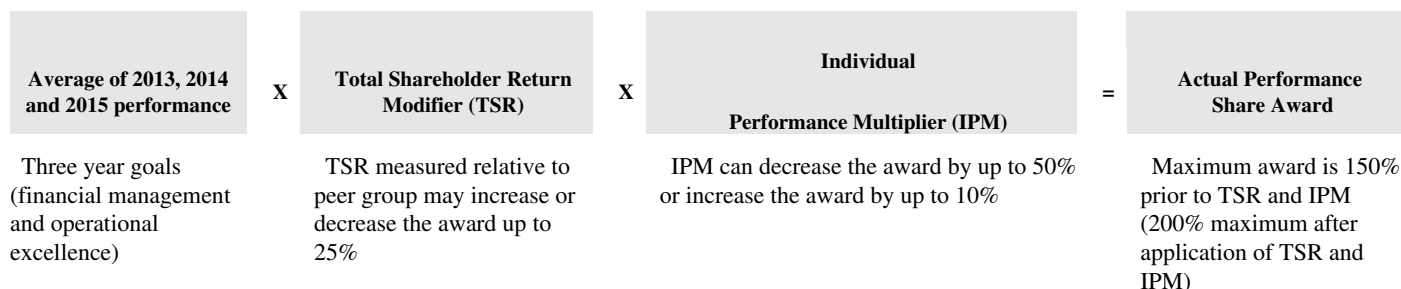 Average of 2013, 2014
and 2015 performance
X
Total Shareholder Return
Modifier (TSR)
X
Individual
Performance Multiplier (IPM)
=
Actual Performance
Share Award
Three year goals
(financial management
and operational
excellence)
TSR measured relative to
peer group may increase or
decrease the award up to
25%
IPM can decrease the award by up to 50%
or increase the award by up to 10%
Maximum award is 150%
prior to TSR and IPM
(200% maximum after
application of TSR and
IPM)